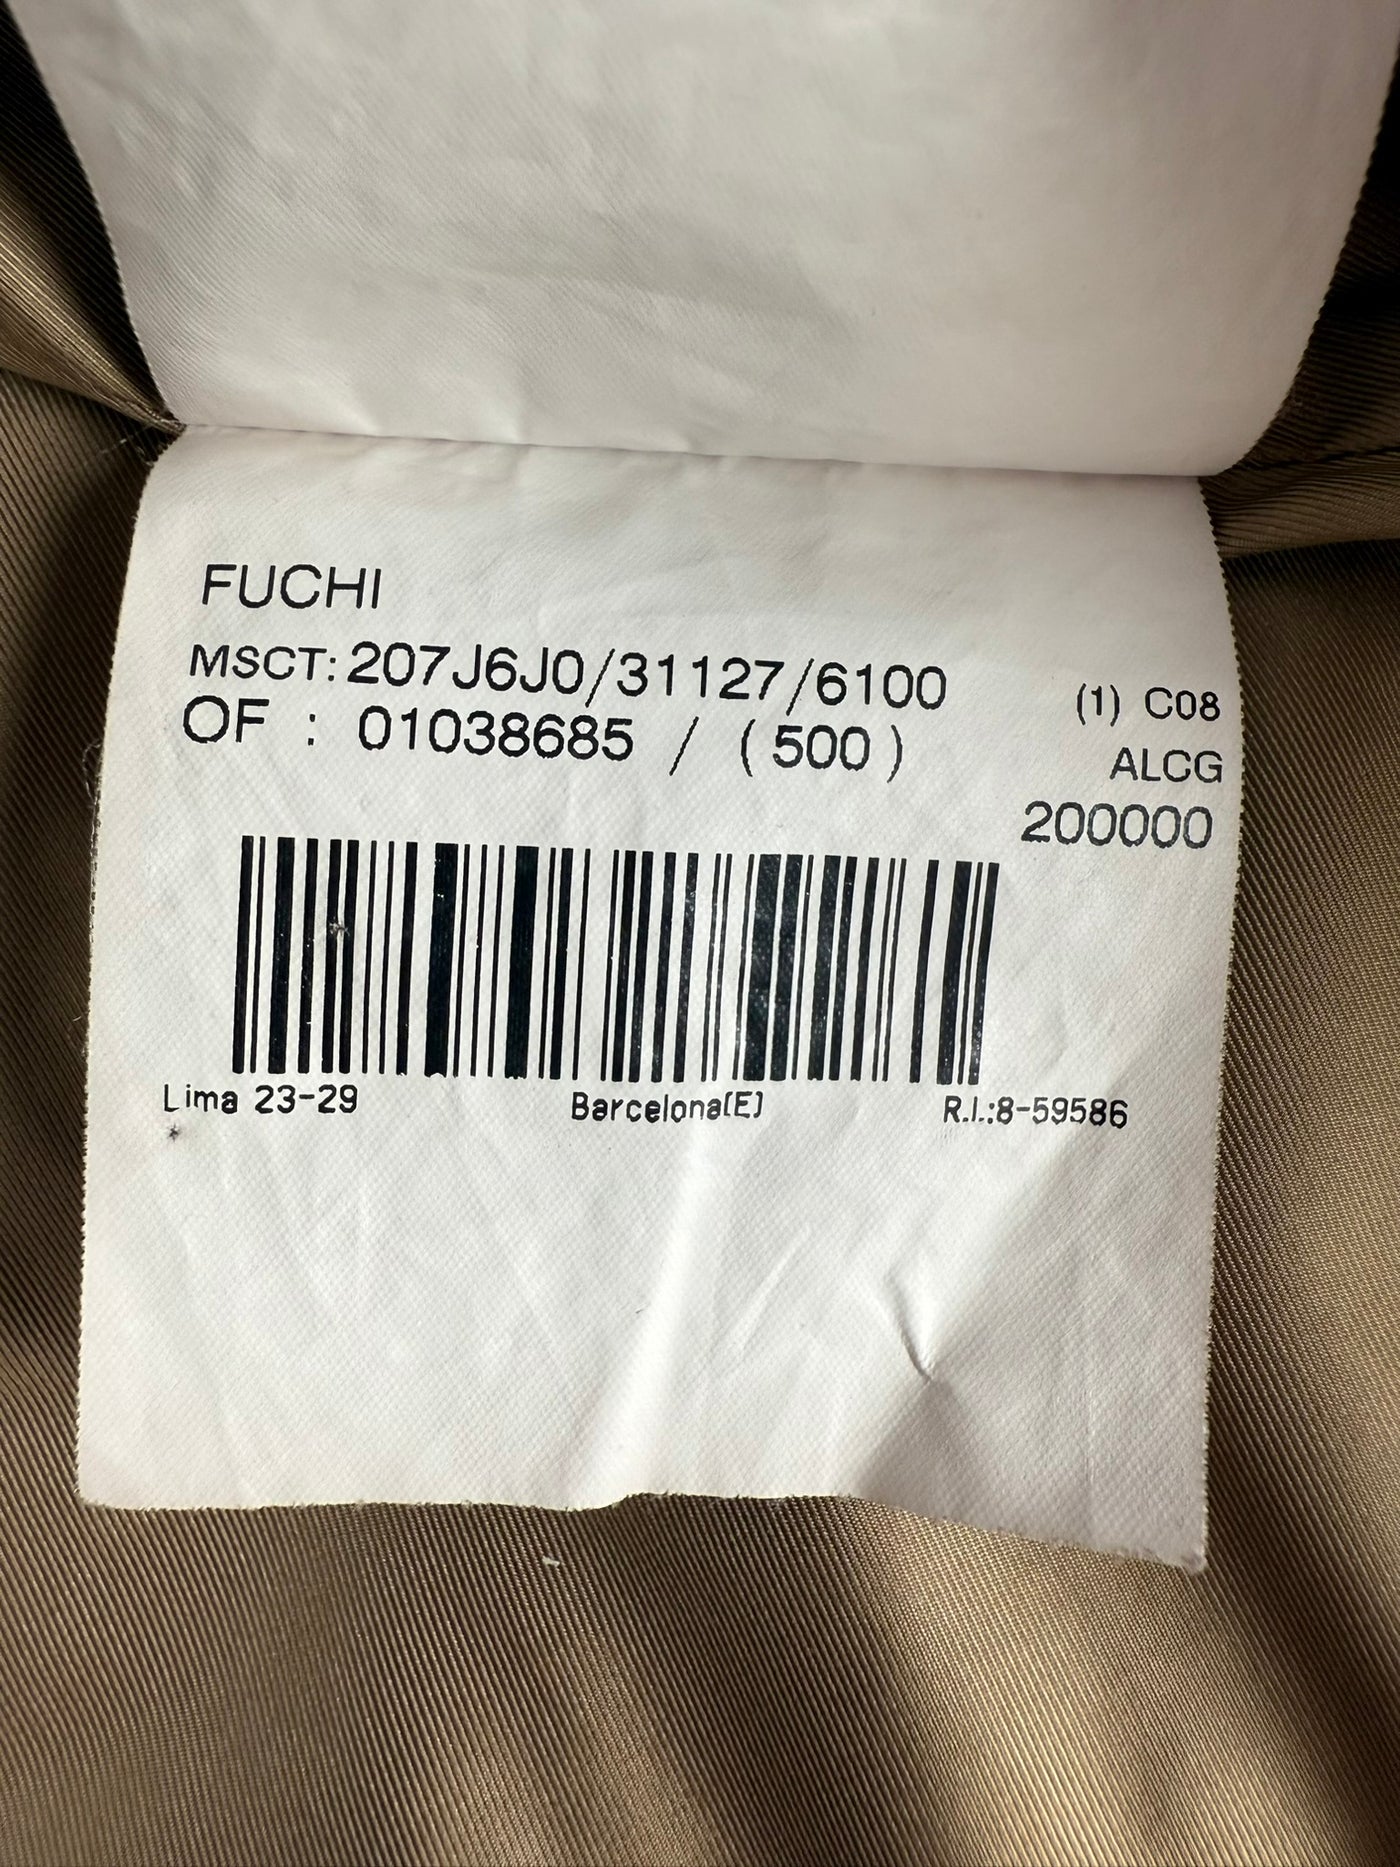 FUCHI
MSCT: 207J6J0/31127/6100
OF : 01038685 / (500)
(1) C08
ALCG
200000
Lima 23-29 Barcelona(E) R.I.:8-59586
*